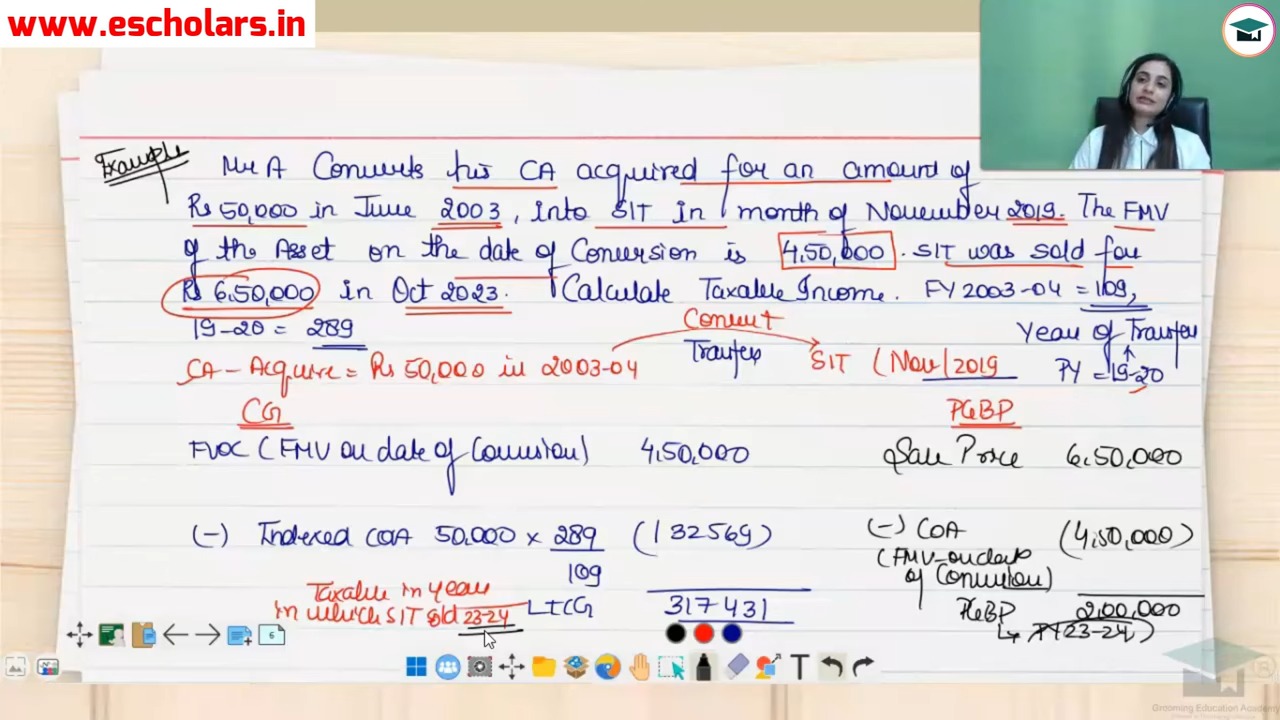 www.escholars.in
Example
Mr A Converts his CA acquired for an amount of
Rs 50,000 in June 2003, into SIT in month of November 2019. The FMV
of the Asset on the date of Conversion is 4,50,000. SIT was sold for
Rs 6,50,000 in Oct 2023. Calculate Taxable Income. FY 2003-04 = 109,
19-20 = 289
Convert
Year of Transfer
Transfer
CA - Acquire = Rs 50,000 in 2003-04
SIT (Nov/2019
PY = 19-20
CG
PGBP
FVOC (FMV on date of Conversion) 4,50,000
Sale Price 6,50,000
(-) Indexed COA 50,000 × 289 (132569)
109
(-) COA (4,50,000)
(FMV-on date
of Conversion)
Taxable in year
in which SIT sold 23-24
LTCG 317431
PGBP 2,00,000
PY(23-24)
6
T
Grooming Education Academy